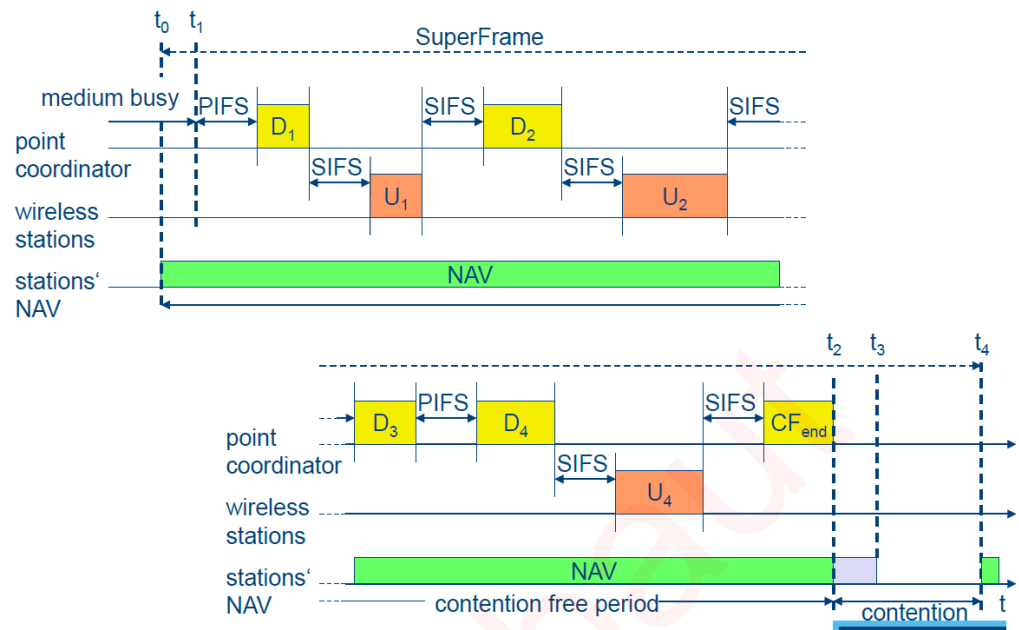 t0 t1
SuperFrame
medium busy
PIFS
D1
SIFS
D2
SIFS
point
coordinator
SIFS
U1
SIFS
U2
wireless
stations
stations‘
NAV
NAV
t2 t3 t4
D3
PIFS
D4
SIFS
CFend
point
coordinator
SIFS
U4
wireless
stations
stations‘
NAV
NAV
contention free period
contention
t